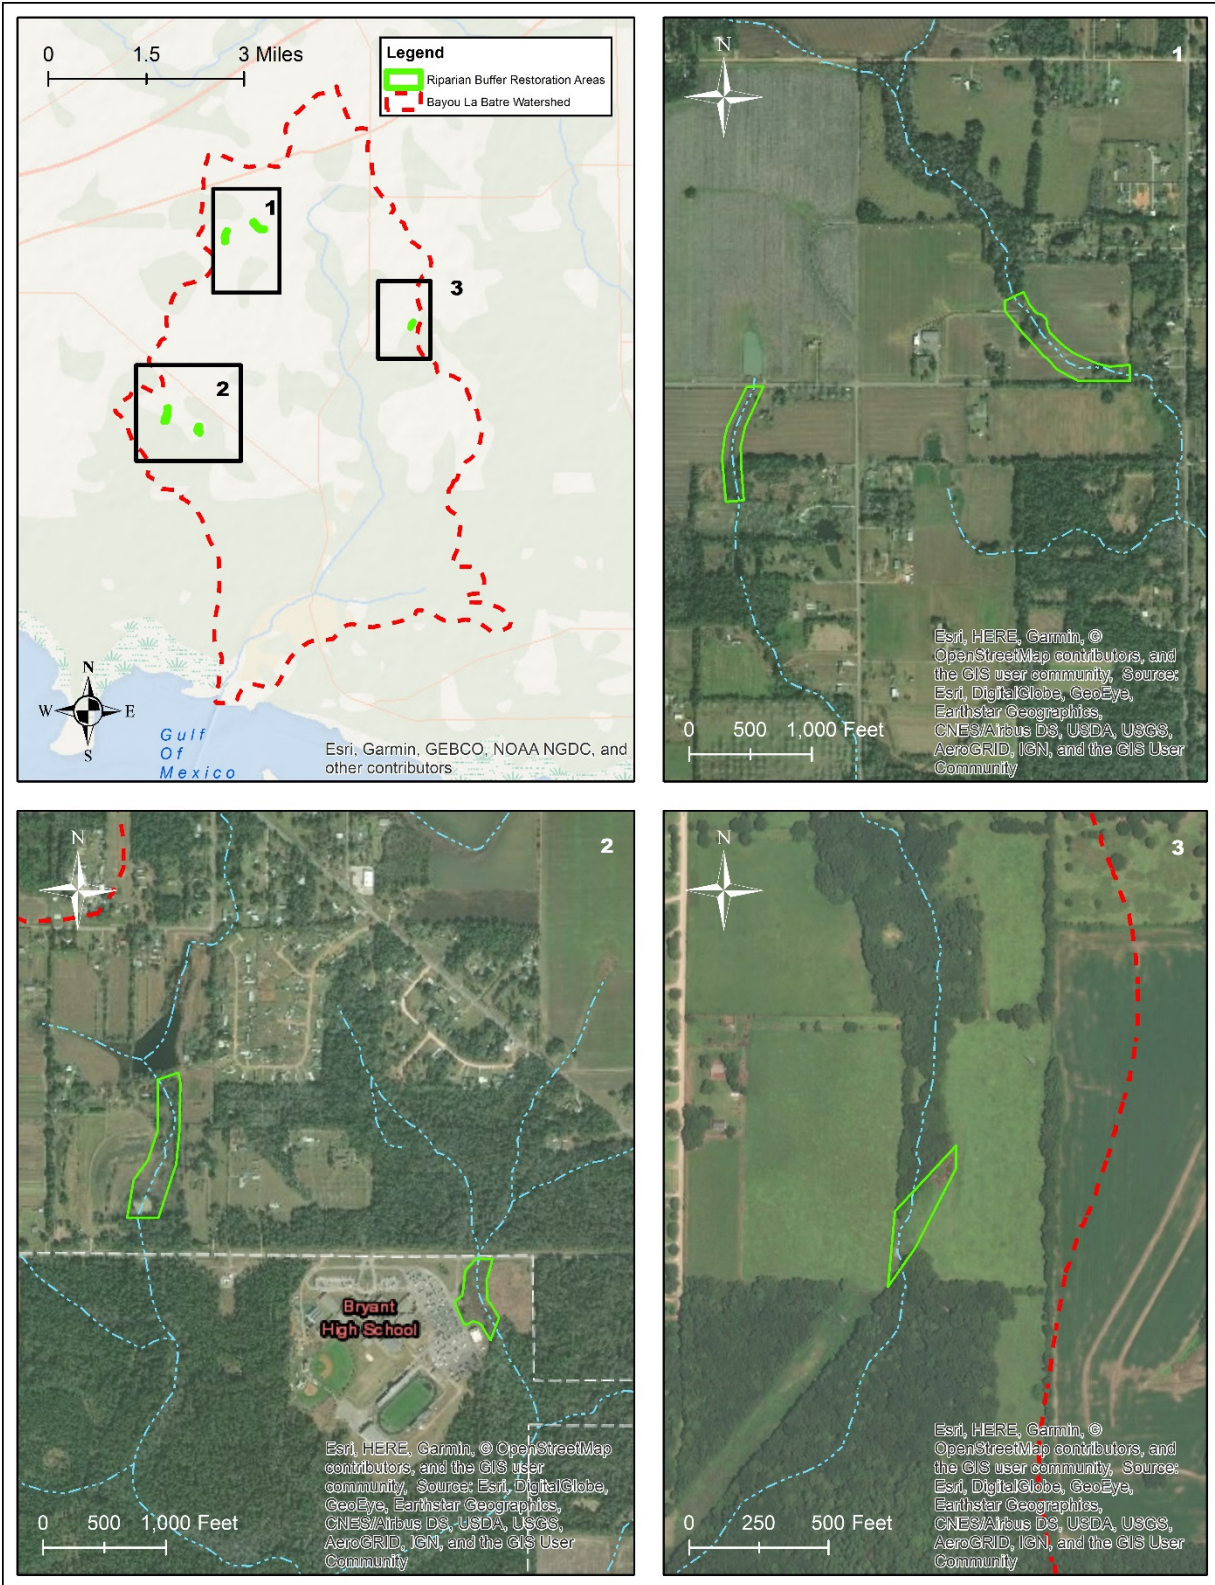 0 1.5 3 Miles
Legend
Riparian Buffer Restoration Areas
Bayou La Batre Watershed
1
3
2
N
W E
S
Gulf
Of
Mexico
Esri, Garmin, GEBCO, NOAA NGDC, and
other contributors
N
1
Esri, HERE, Garmin, ©
OpenStreetMap contributors, and
the GIS user community, Source:
Esri, DigitalGlobe, GeoEye,
Earthstar Geographics,
CNES/Airbus DS, USDA, USGS,
AeroGRID, IGN, and the GIS User
Community
0 500 1,000 Feet
N
2
Bryant
High School
Esri, HERE, Garmin, © OpenStreetMap
contributors, and the GIS user
community, Source: Esri, DigitalGlobe,
GeoEye, Earthstar Geographics,
CNES/Airbus DS, USDA, USGS,
AeroGRID, IGN, and the GIS User
Community
0 500 1,000 Feet
N
3
Esri, HERE, Garmin, ©
OpenStreetMap contributors, and
the GIS user community, Source:
Esri, DigitalGlobe, GeoEye,
Earthstar Geographics,
CNES/Airbus DS, USDA, USGS,
AeroGRID, IGN, and the GIS User
Community
0 250 500 Feet